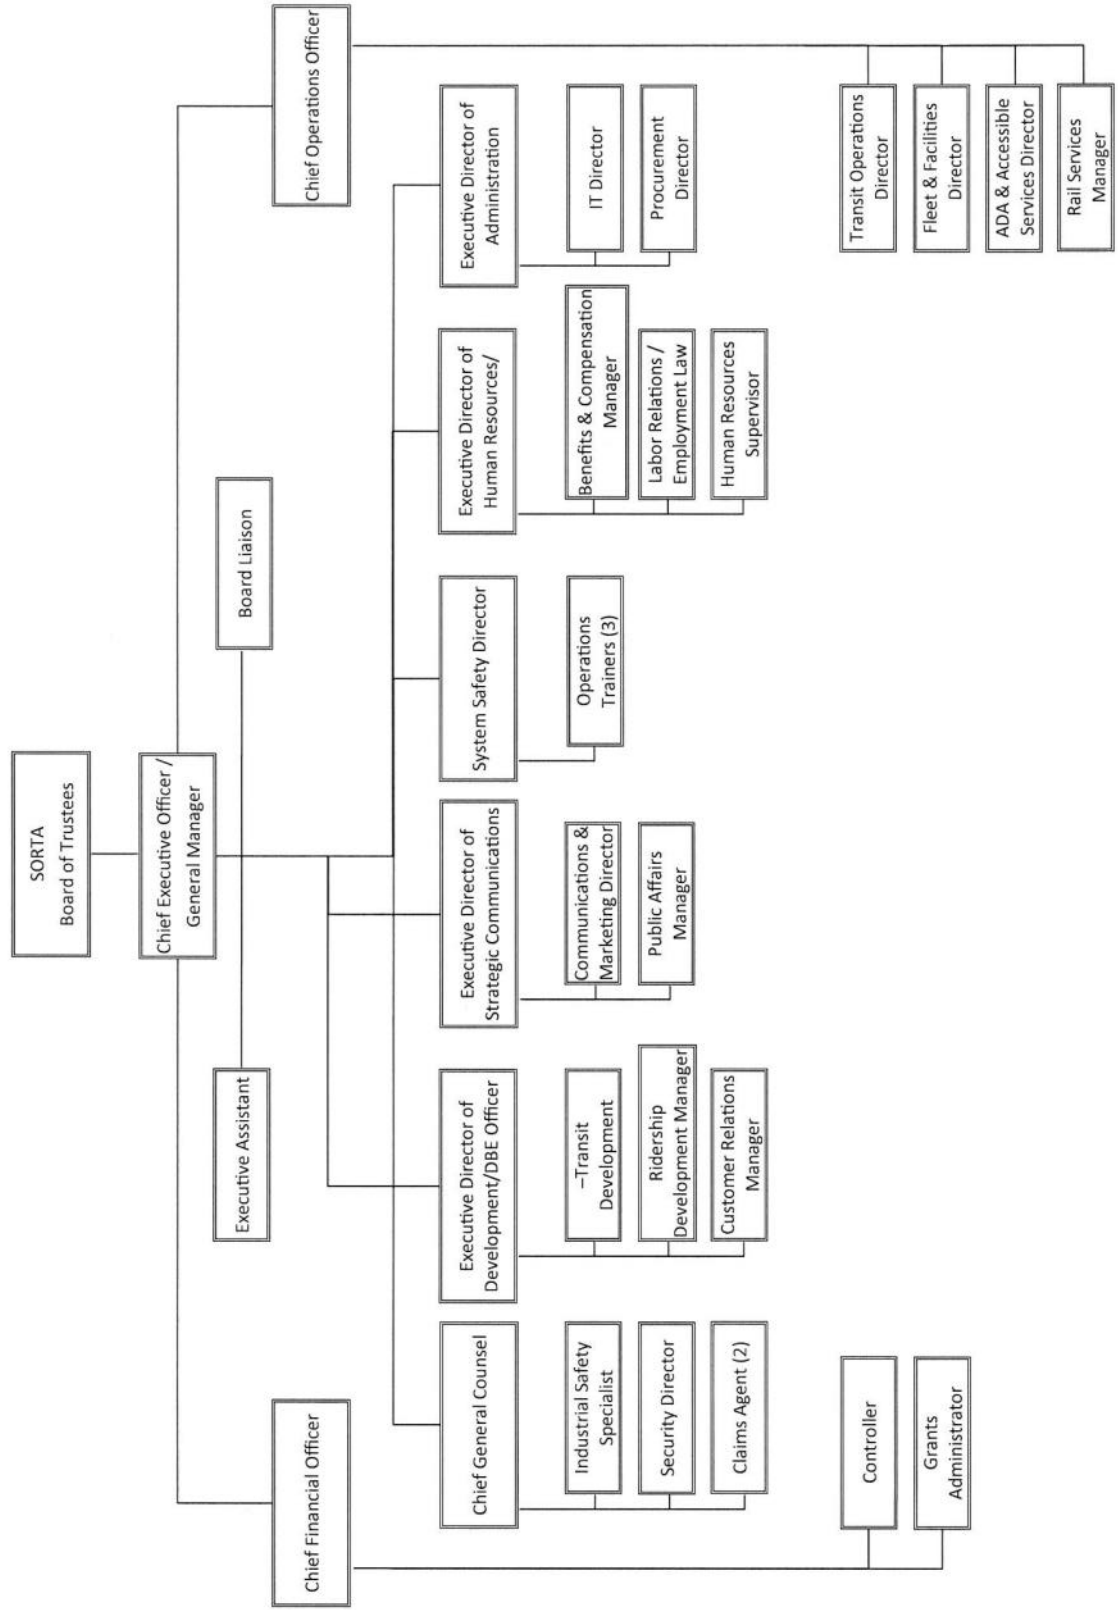 SORTA
Board of Trustees
Chief Executive Officer /
General Manager
Executive Assistant
Board Liaison
Chief Financial Officer
Chief Operations Officer
Chief General Counsel
Executive Director of
Development/DBE Officer
Executive Director of
Strategic Communications
System Safety Director
Executive Director of
Human Resources/
Executive Director of
Administration
Industrial Safety
Specialist
Security Director
Claims Agent (2)
–Transit
Development
Ridership
Development Manager
Customer Relations
Manager
Communications &
Marketing Director
Public Affairs
Manager
Operations
Trainers (3)
Benefits & Compensation
Manager
Labor Relations /
Employment Law
Human Resources
Supervisor
IT Director
Procurement
Director
Controller
Grants
Administrator
Transit Operations
Director
Fleet & Facilities
Director
ADA & Accessible
Services Director
Rail Services
Manager